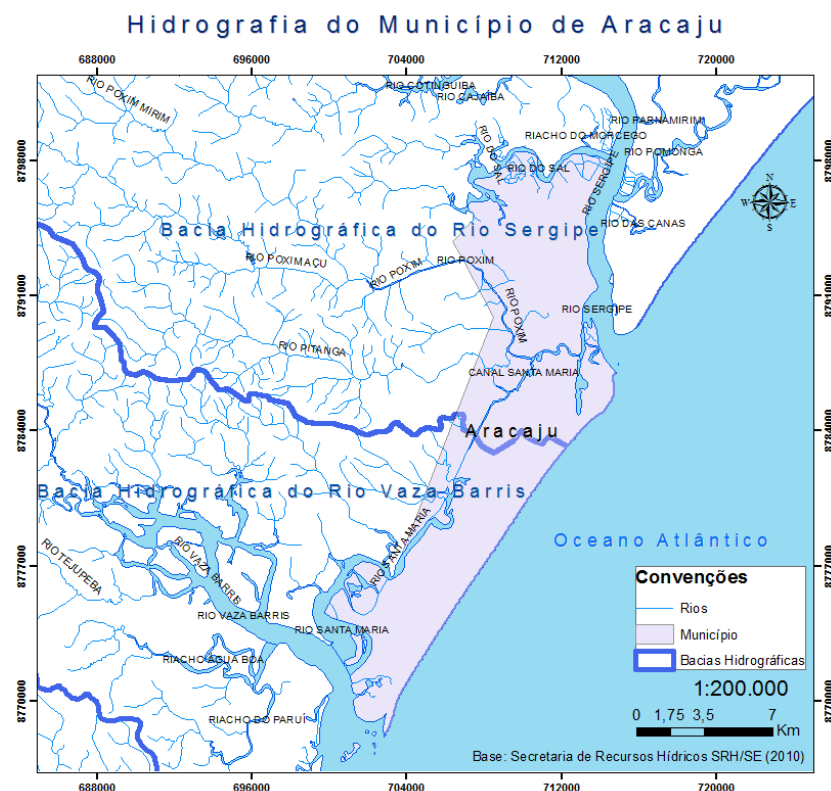 Hidrografia do Município de Aracaju
688000
696000
704000
712000
720000
RIO POXIM MIRIM
RIO COTINGUIBA
RIO CAJAÍBA
RIO PARNAMIRIM
RIACHO DO MORCEGO
RIO DO SAL
RIO POMONGA
RIO DO SAL
RIO SERGIPE
8798000
8798000
N
W
E
S
RIO DAS CANAS
Bacia Hidrográfica do Rio Sergipe
RIO POXIMAÇU
RIO POXIM
RIO POXIM
RIO POXIM
8791000
8791000
RIO SERGIPE
RIO PITANGA
CANAL SANTA MARIA
8784000
8784000
Aracaju
Bacia Hidrográfica do Rio Vaza-Barris
RIO SANTA MARIA
Oceano Atlântico
8777000
8777000
RIO TEJUPEBA
RIO VAZA BARRIS
RIO VAZA BARRIS
RIO SANTA MARIA
RIACHO ÁGUA BOA
RIACHO DO PARUÍ
8770000
8770000
Convenções
Rios
Município
Bacias Hidrográficas
1:200.000
0 1,75 3,5 7
Km
Base: Secretaria de Recursos Hídricos SRH/SE (2010)
688000
696000
704000
712000
720000